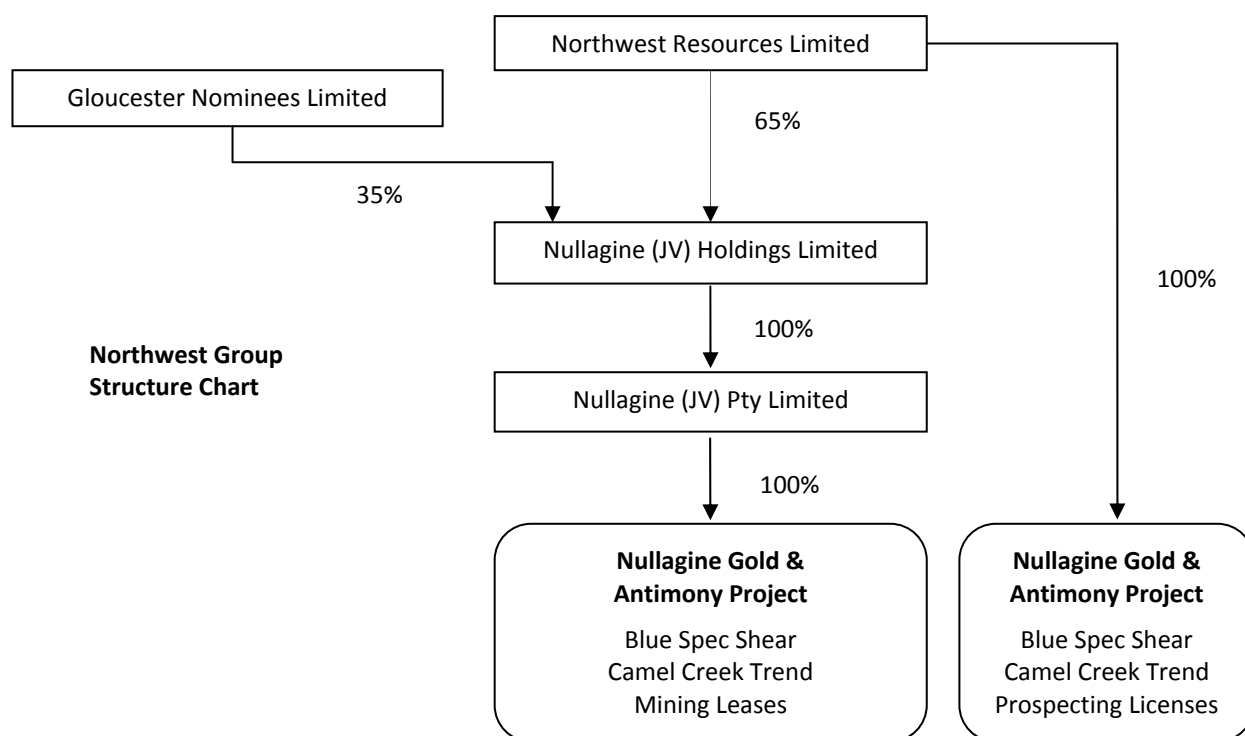 Northwest Resources Limited
Gloucester Nominees Limited
65%
35%
Nullagine (JV) Holdings Limited
100%
100%
Northwest Group
Structure Chart
Nullagine (JV) Pty Limited
100%
Nullagine Gold &
Antimony Project
Blue Spec Shear
Camel Creek Trend
Mining Leases
Nullagine Gold &
Antimony Project
Blue Spec Shear
Camel Creek Trend
Prospecting Licenses